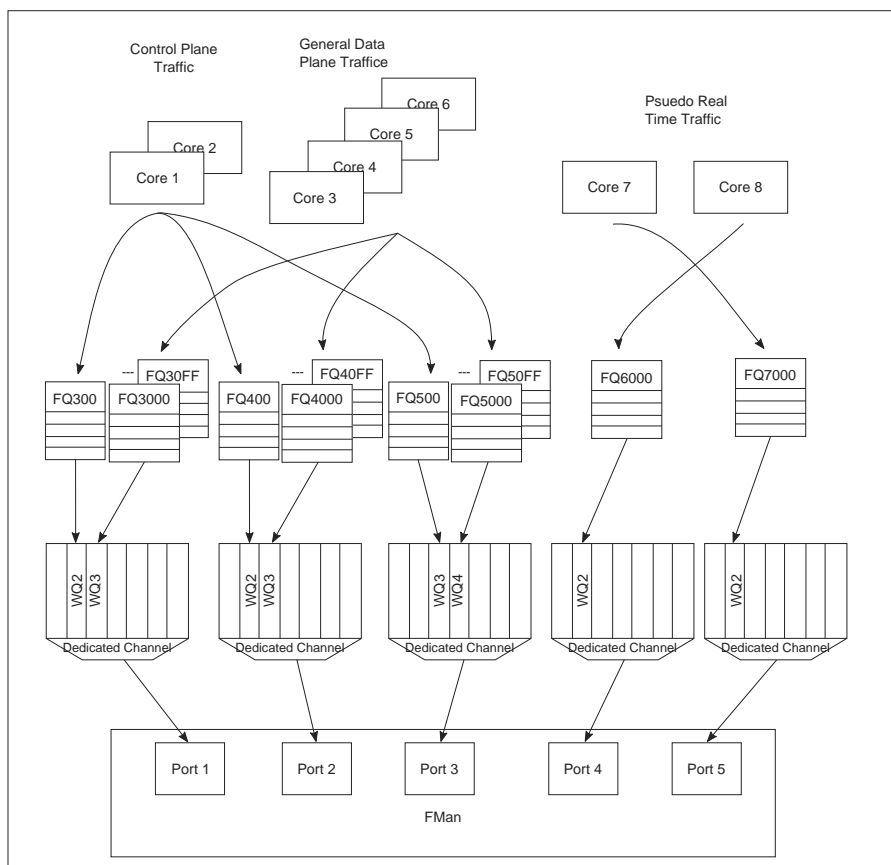 Control Plane
Traffic
General Data
Plane Traffice
Psuedo Real
Time Traffic
Core 6
Core 5
Core 4
Core 3
Core 2
Core 1
Core 7
Core 8
---
FQ30FF
FQ300
FQ3000
---
FQ40FF
FQ400
FQ4000
---
FQ50FF
FQ500
FQ5000
FQ6000
FQ7000
WQ2
WQ3
WQ2
WQ3
WQ3
WQ4
WQ2
WQ2
Dedicated Channel
Dedicated Channel
Dedicated Channel
Dedicated Channel
Dedicated Channel
Port 1
Port 2
Port 3
Port 4
Port 5
FMan